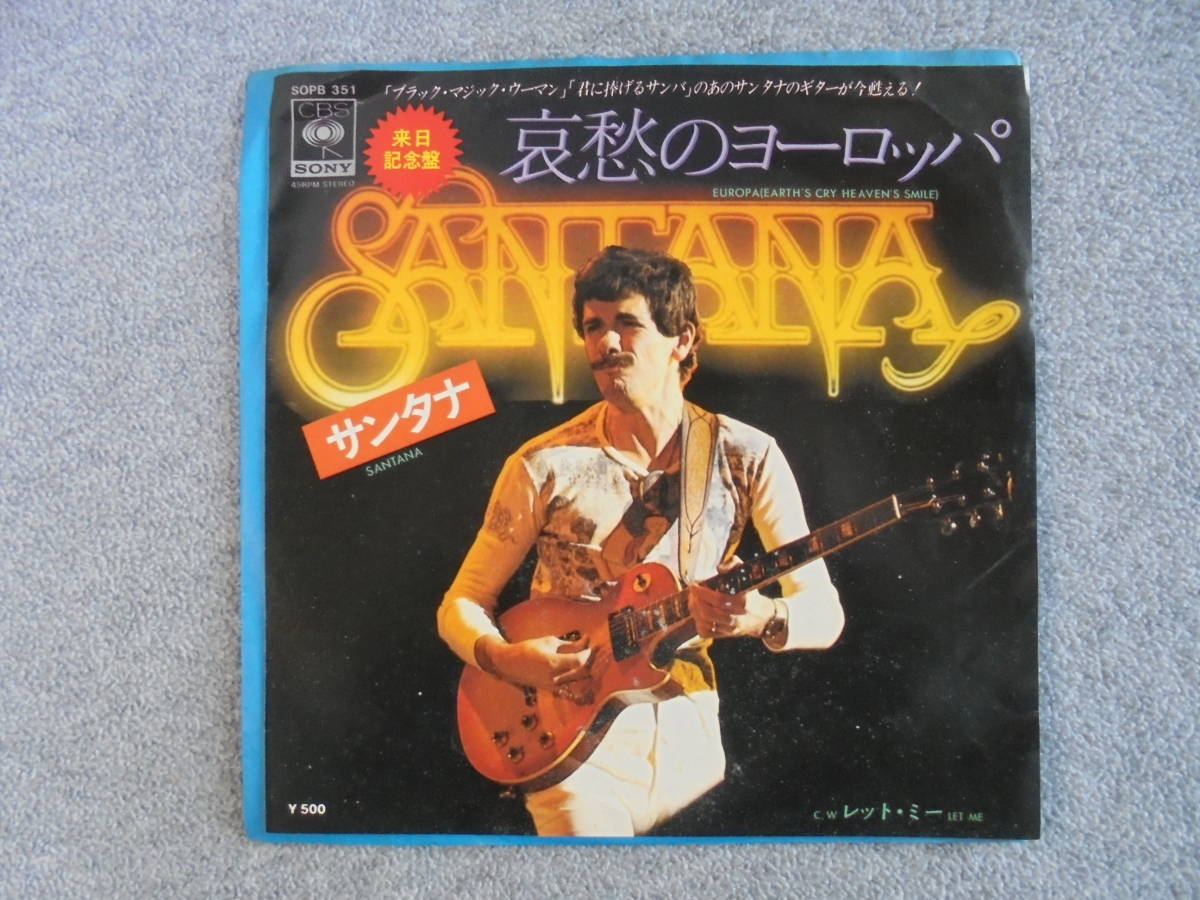 SOPB 351
「ブラック・マジック・ウーマン」「君に捧げるサンバ」のあのサンタナのギターが今甦える!
CBS
SONY
45RPM STEREO
来日
記念盤
哀愁のヨーロッパ
EUROPA(EARTH'S CRY HEAVEN'S SMILE)
SANTANA
サンタナ
SANTANA
¥ 500
C.W レット・ミー LET ME